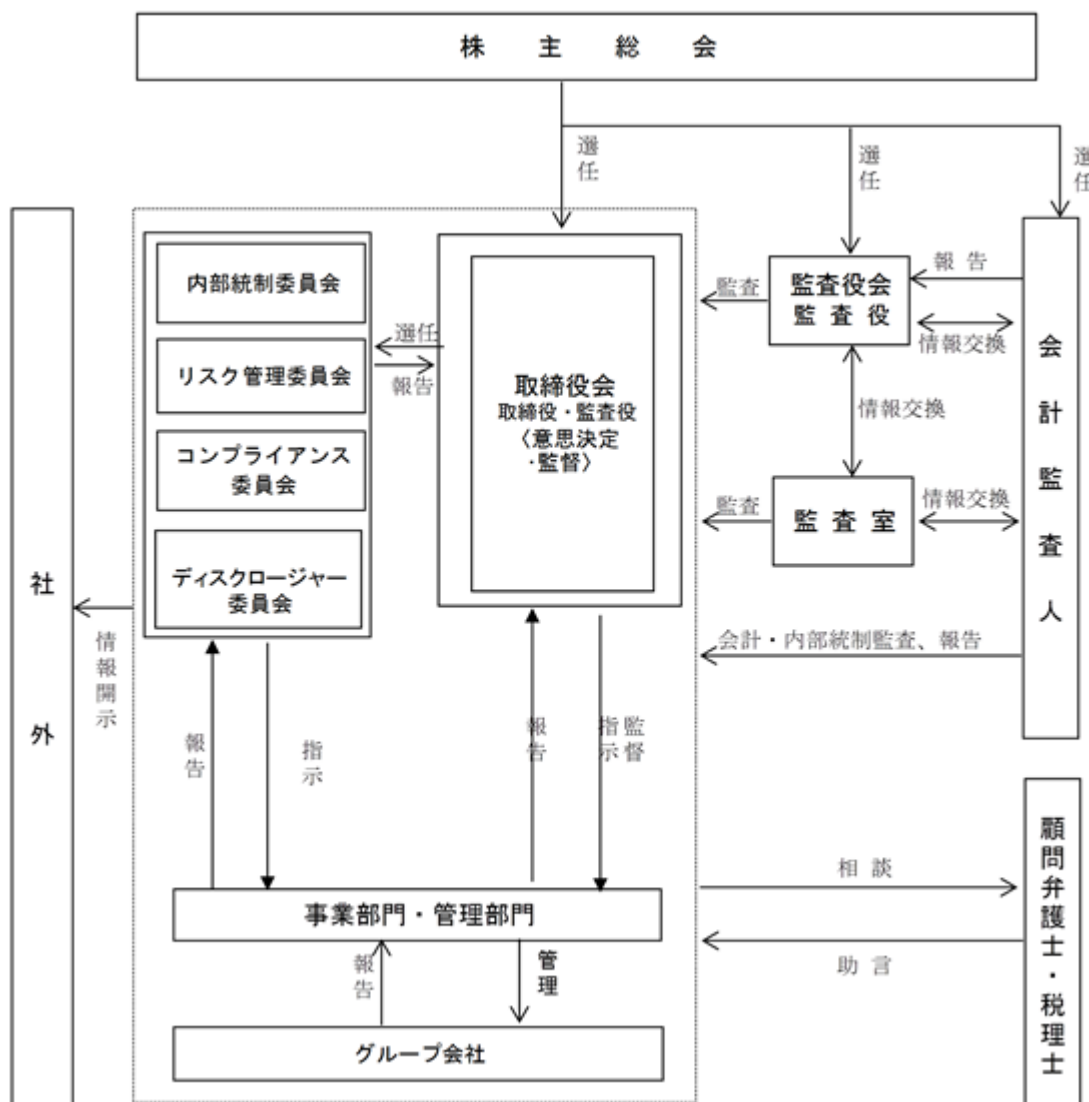 株主総会
選任
選任
選任
内部統制委員会
リスク管理委員会
コンプライアンス
委員会
ディスクロージャー
委員会
選任
報告
取締役会
取締役・監査役
〈意思決定
・監督〉
監査
監査役会
監査役
報告
情報交換
情報交換
監査
監査室
情報交換
会計監査人
会計・内部統制監査、報告
社外
情報開示
報告
指示
報告
指示
監督
事業部門・管理部門
報告
管理
グループ会社
相談
助言
顧問弁護士・税理士